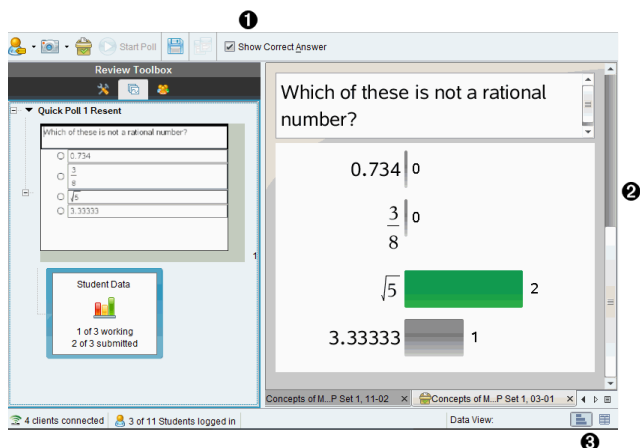 ❶
Start Poll
Show Correct Answer
Review Toolbox
Quick Poll 1 Resent
Which of these is not a rational number?
0.734
3
8
√5
3.33333
1
Student Data
1 of 3 working
2 of 3 submitted
Which of these is not a rational
number?
0.734 0
3
8
0
√5 2
3.33333 1
❷
Concepts of M...P Set 1, 11-02 ×
Concepts of M...P Set 1, 03-01 ×
4 clients connected
3 of 11 Students logged in
Data View:
❸